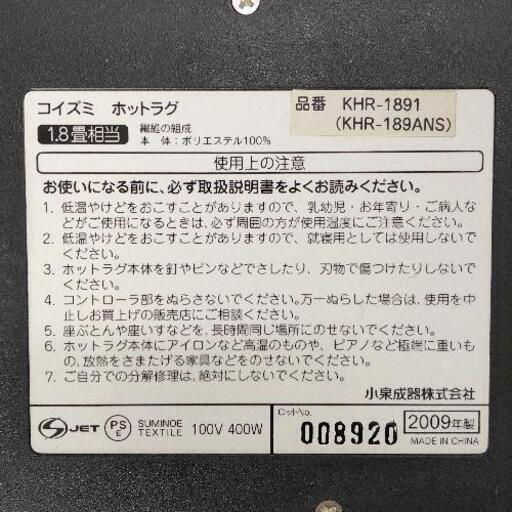 コイズミ ホットラグ
品番 KHR-1891
(KHR-189ANS)
1.8畳相当
繊維の組成
本 体：ポリエステル100%
使用上の注意
お使いになる前に、必ず取扱説明書をよくお読みください。
1. 低温やけどをおこすことがありますので、乳幼児・お年寄り・ご病人な
どがご使用になるときは、必ず周囲の方が使用温度にご注意ください。
2. 低温やけどをおこすことがありますので、就寝用としては使用しないで
ください。
3. ホットラグ本体を釘やピンなどでさしたり、刃物で傷つけたりしないで
ください。
4. コントローラ部をぬらさないでください。万一ぬらした場合は、使用を中
止しお買上げの販売店にご相談ください。
5. 座ぶとんや座いすなどを、長時間同じ場所にのせないでください。
6. ホットラグ本体にアイロンなど高温のものや、ピアノなど極端に重いも
の、放熱をさまたげる家具などをのせないでください。
7. ご自分での分解修理は、絶対にしないでください。
小泉成器株式会社
S JET PS E SUMINOE TEXTILE 100V 400W
Lot-No. 008920
2009年製
MADE IN CHINA